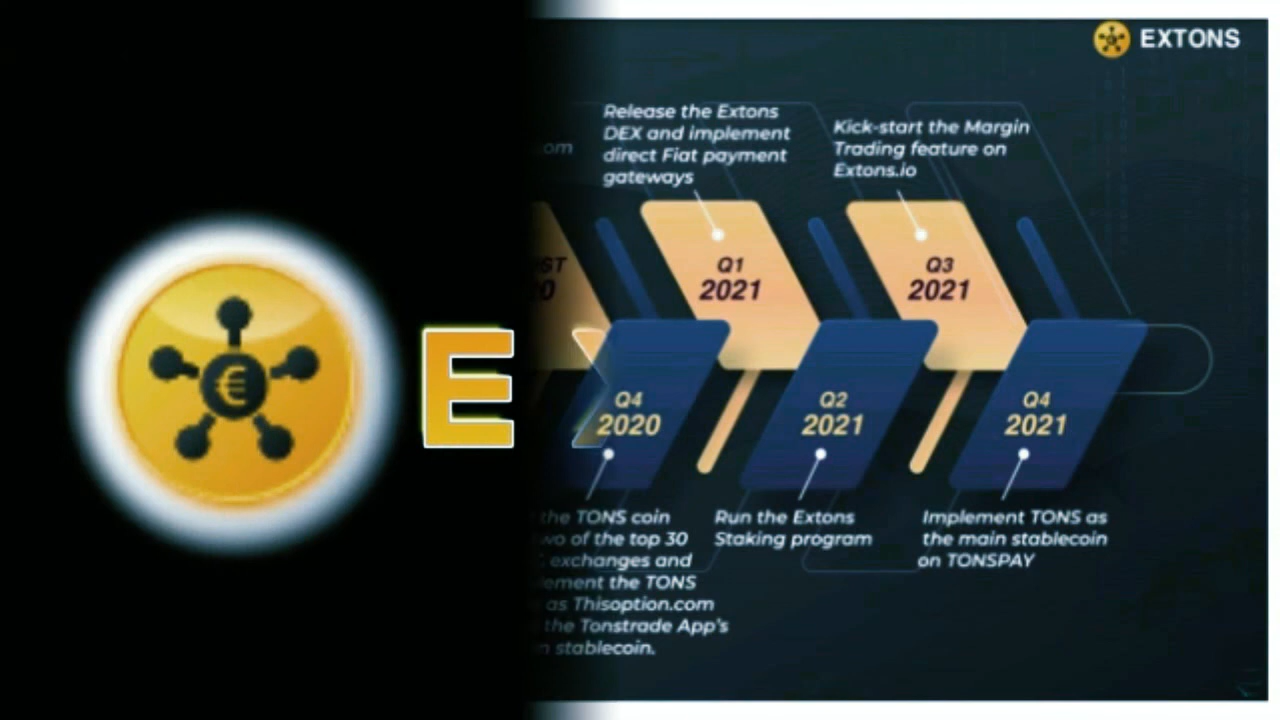 EXTONS
Release the Extons
DEX and implement
direct Fiat payment
gateways
Kick-start the Margin
Trading feature on
Extons.io
Q1
2021
Q3
2021
€
E
Q4
2020
Q2
2021
Q4
2021
the TONS coin
of the top 30
exchanges and
the TONS
as Thisoption.com
the Tonstrade App's
stablecoin.
Run the Extons
Staking program
Implement TONS as
the main stablecoin
on TONSPAY